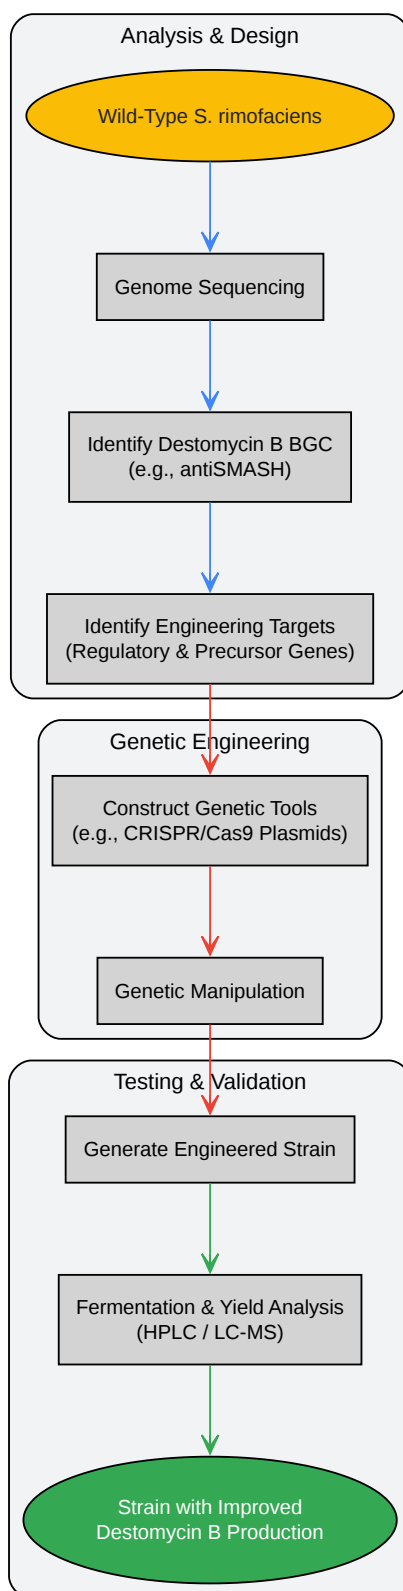 Analysis & Design
Wild-Type S. rimofaciens
Genome Sequencing
Identify Destomycin B BGC
(e.g., antiSMASH)
Identify Engineering Targets
(Regulatory & Precursor Genes)
Genetic Engineering
Construct Genetic Tools
(e.g., CRISPR/Cas9 Plasmids)
Genetic Manipulation
Testing & Validation
Generate Engineered Strain
Fermentation & Yield Analysis
(HPLC / LC-MS)
Strain with Improved
Destomycin B Production